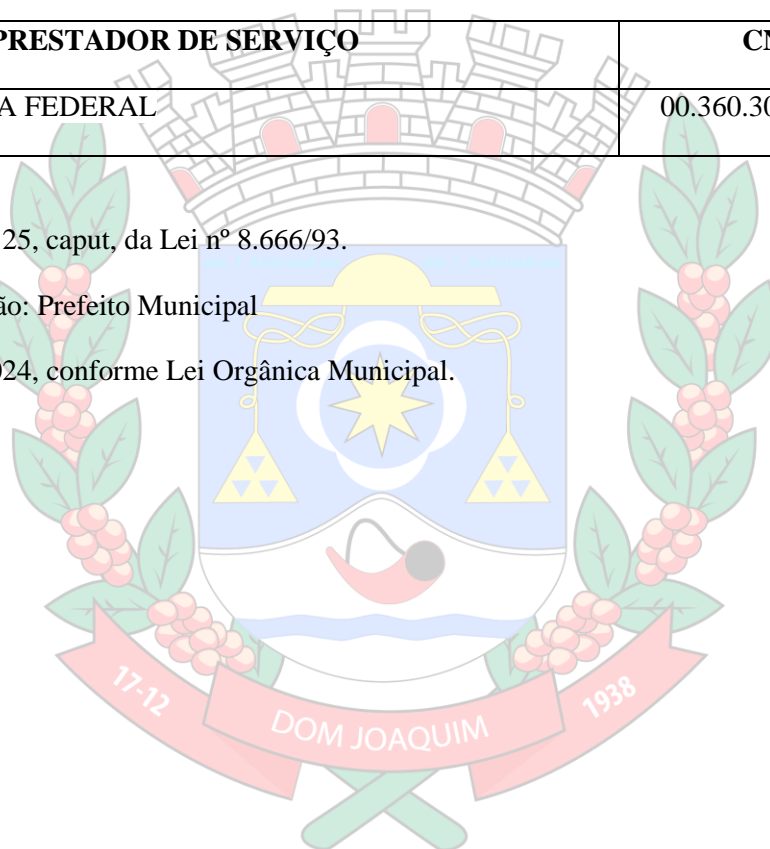 PRESTADOR DE SERVIÇO CN
A FEDERAL 00.360.30
25, caput, da Lei nº 8.666/93.
ão: Prefeito Municipal
024, conforme Lei Orgânica Municipal.
17-12 DOM JOAQUIM 1938